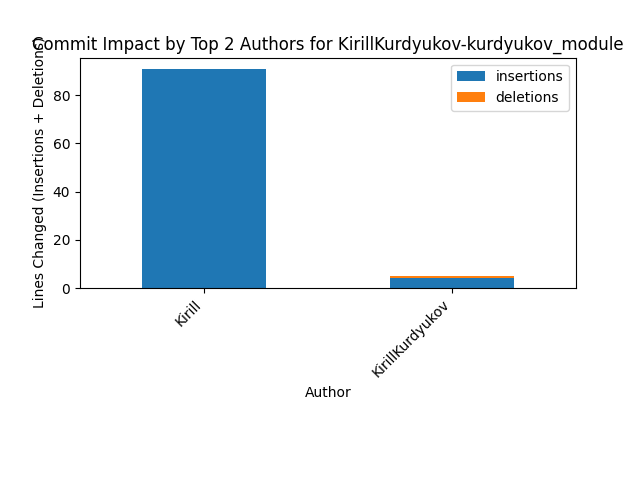 Commit Impact by Top 2 Authors for KirillKurdyukov-kurdyukov_module
Lines Changed (Insertions + Deletions)
insertions
deletions
80
60
40
20
0
Kirill
KirillKurdyukov
Author